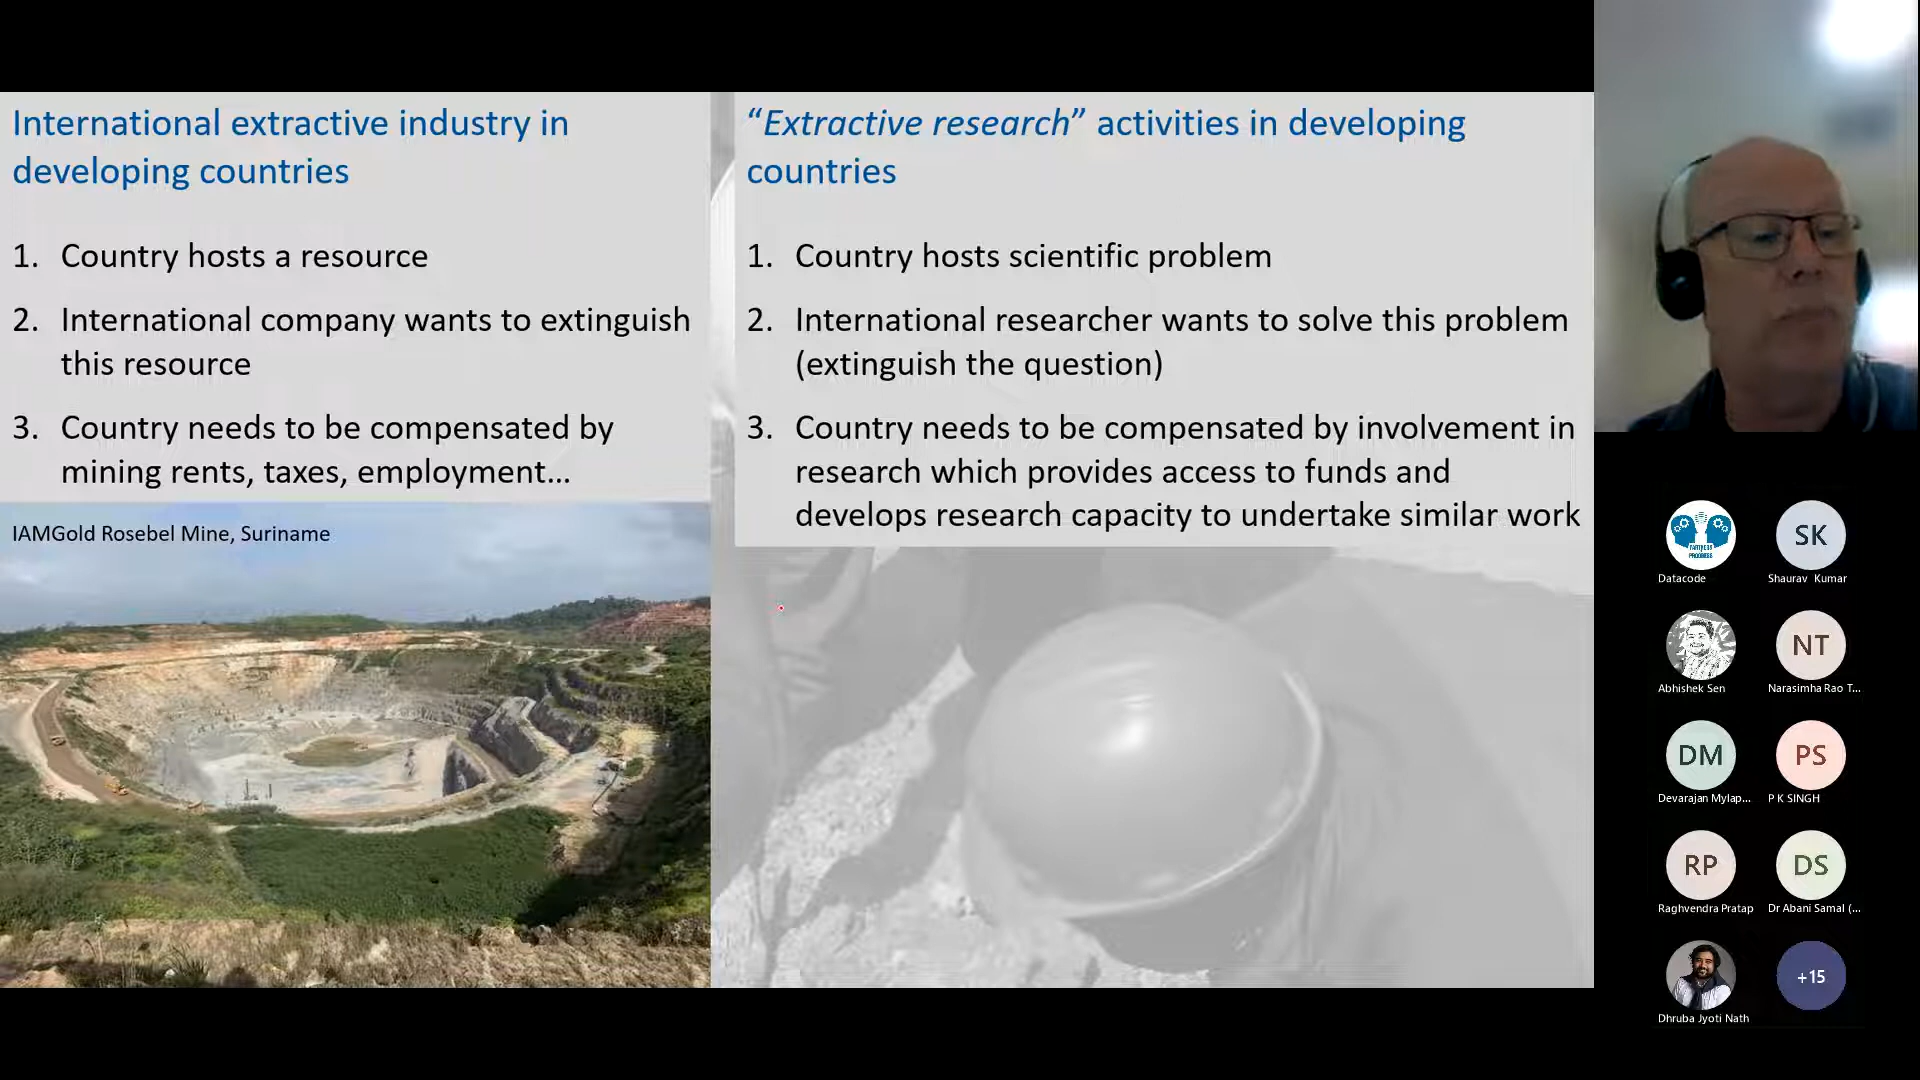 International extractive industry in
developing countries
1. Country hosts a resource
2. International company wants to extinguish
this resource
3. Country needs to be compensated by
mining rents, taxes, employment...
IAMGold Rosebel Mine, Suriname
“Extractive research” activities in developing
countries
1. Country hosts scientific problem
2. International researcher wants to solve this problem
(extinguish the question)
3. Country needs to be compensated by involvement in
research which provides access to funds and
develops research capacity to undertake similar work
PARTNERS
PROGRESS
Datacode
SK
Shaurav Kumar
Abhishek Sen
NT
Narasimha Rao T...
DM
Devarajan Mylap...
PS
P K SINGH
RP
Raghvendra Pratap
DS
Dr Abani Samal (...
Dhruba Jyoti Nath
+15